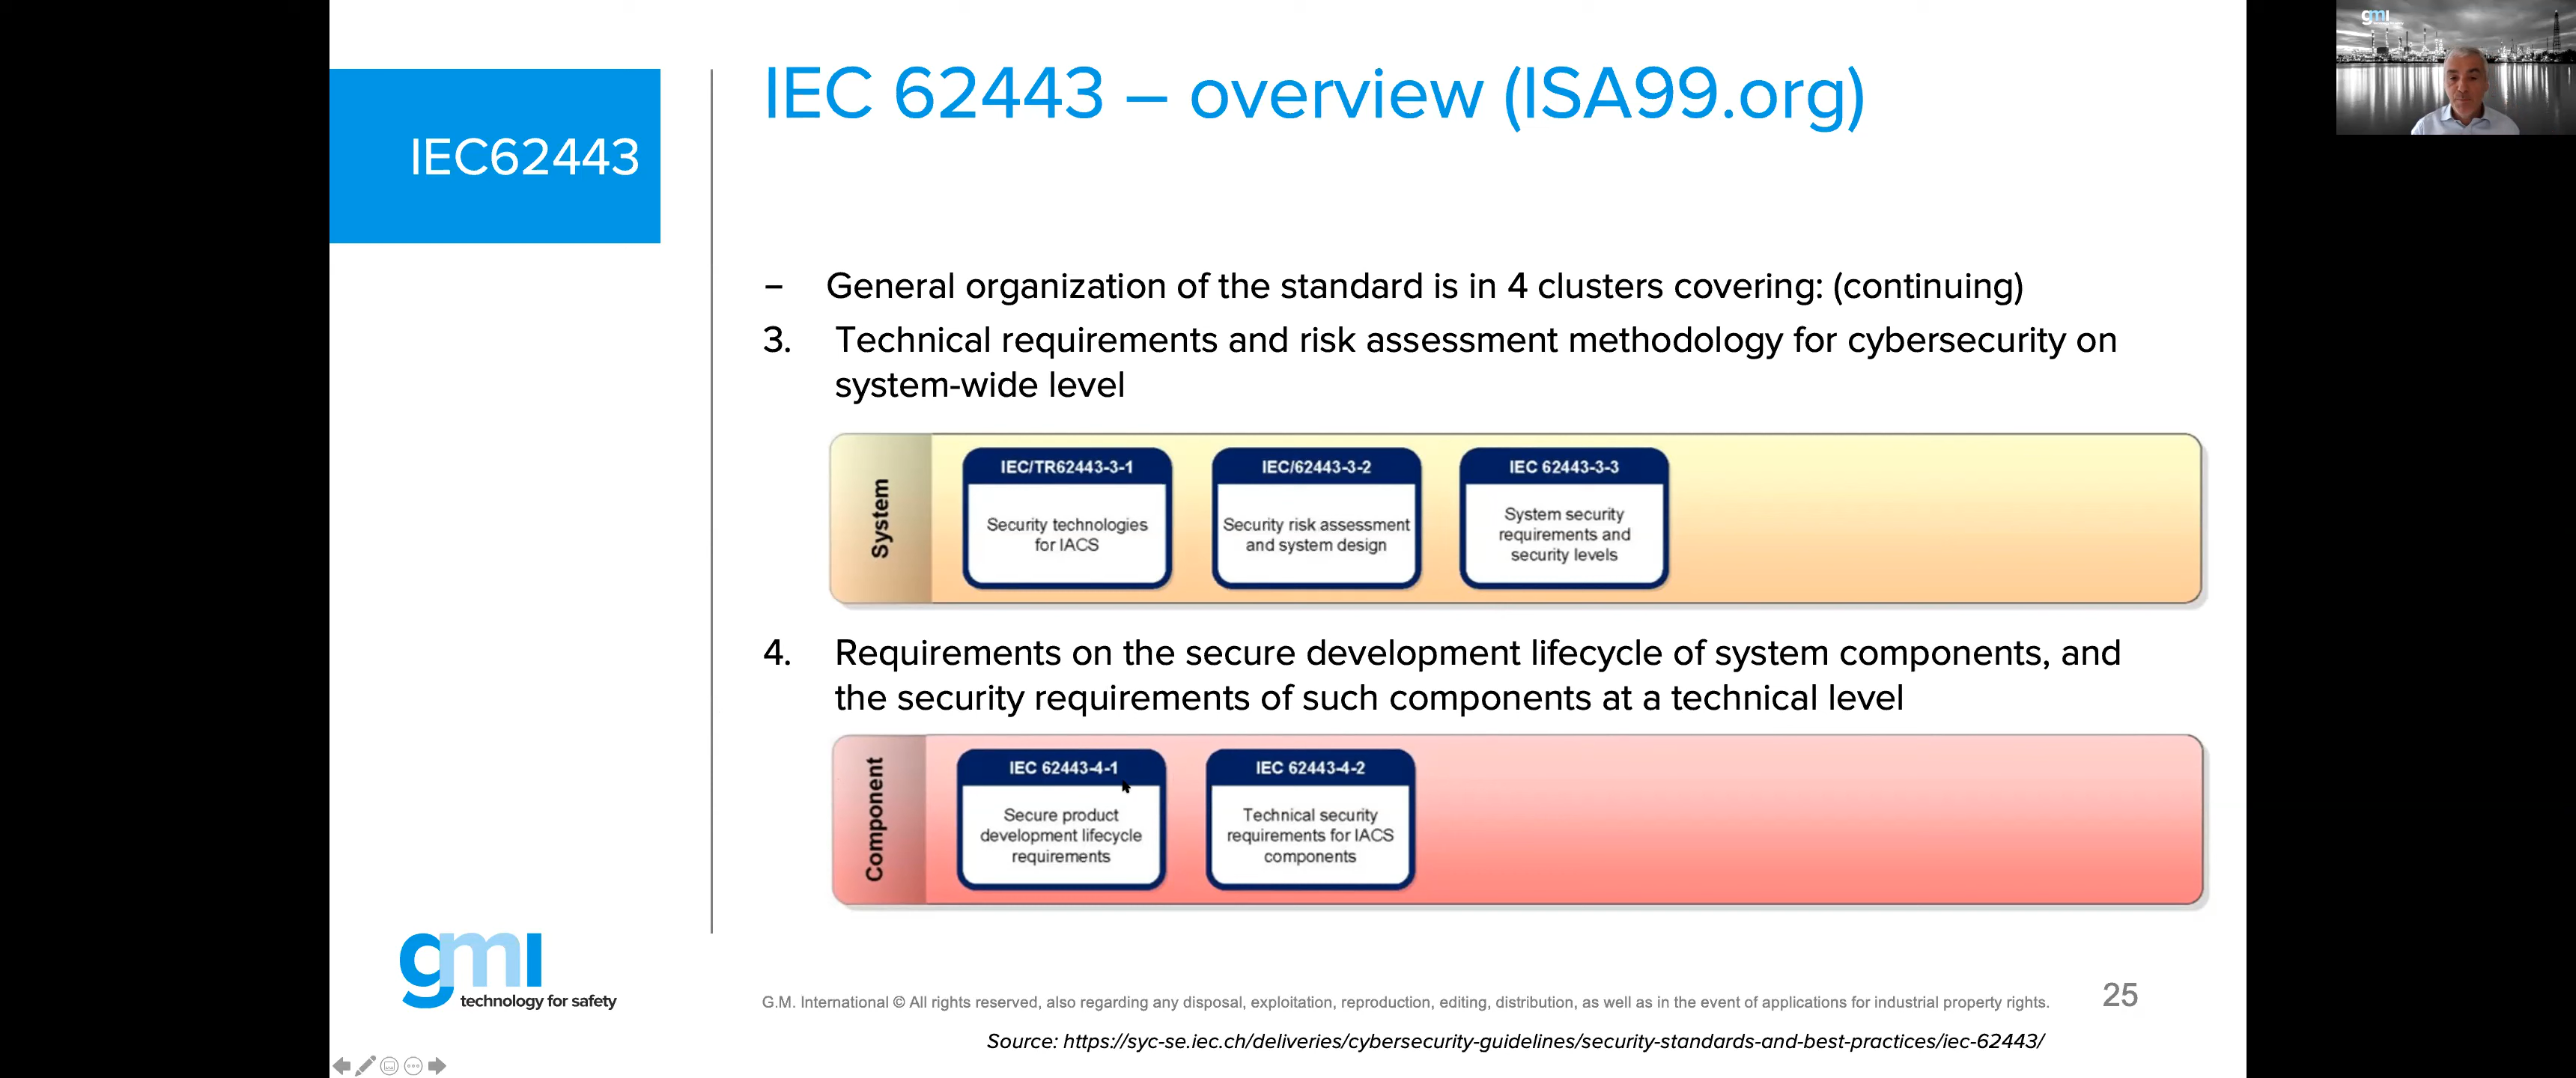 gmi
IEC62443
IEC 62443 – overview (ISA99.org)
– General organization of the standard is in 4 clusters covering: (continuing)
3. Technical requirements and risk assessment methodology for cybersecurity on
system-wide level
System
IEC/TR62443-3-1
Security technologies
for IACS
IEC/62443-3-2
Security risk assessment
and system design
IEC 62443-3-3
System security
requirements and
security levels
4. Requirements on the secure development lifecycle of system components, and
the security requirements of such components at a technical level
Component
IEC 62443-4-1
Secure product
development lifecycle
requirements
IEC 62443-4-2
Technical security
requirements for IACS
components
gmi
technology for safety
G.M. International © All rights reserved, also regarding any disposal, exploitation, reproduction, editing, distribution, as well as in the event of applications for industrial property rights.
25
Source: https://syc-se.iec.ch/deliveries/cybersecurity-guidelines/security-standards-and-best-practices/iec-62443/